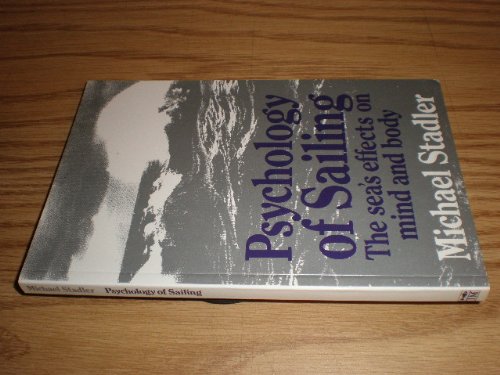 Psychology
of Sailing
The sea's effects on
mind and body
Michael Stadler
Michael Stadler Psychology of Sailing